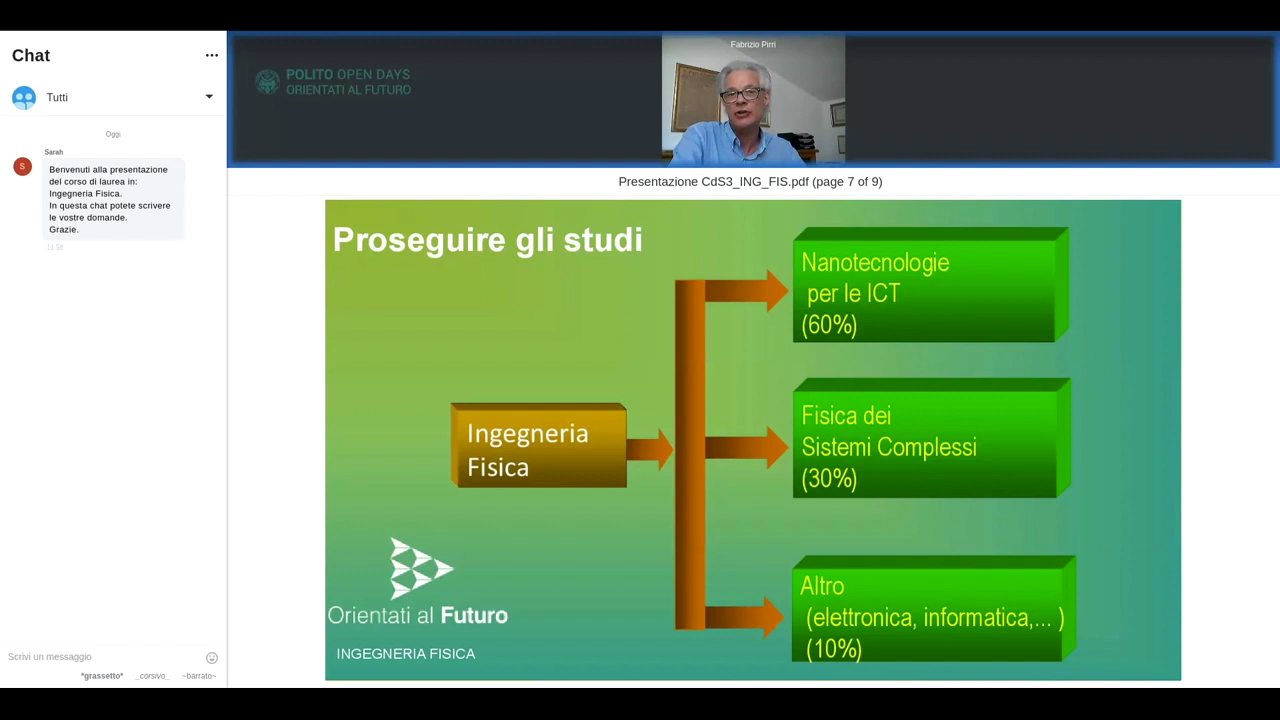 Chat
Tutti
Oggi
Sarah
S
Benvenuti alla presentazione
del corso di laurea in:
Ingegneria Fisica.
In questa chat potete scrivere
le vostre domande.
Grazie.
Scrivi un messaggio
*grassetto* _corsivo_ ~barrato~
POLITO OPEN DAYS
ORIENTATI AL FUTURO
Fabrizio Pirri
Presentazione CdS3_ING_FIS.pdf (page 7 of 9)
Proseguire gli studi
Ingegneria
Fisica
Nanotecnologie
per le ICT
(60%)
Fisica dei
Sistemi Complessi
(30%)
Altro
(elettronica, informatica,... )
(10%)
Orientati al Futuro
INGEGNERIA FISICA